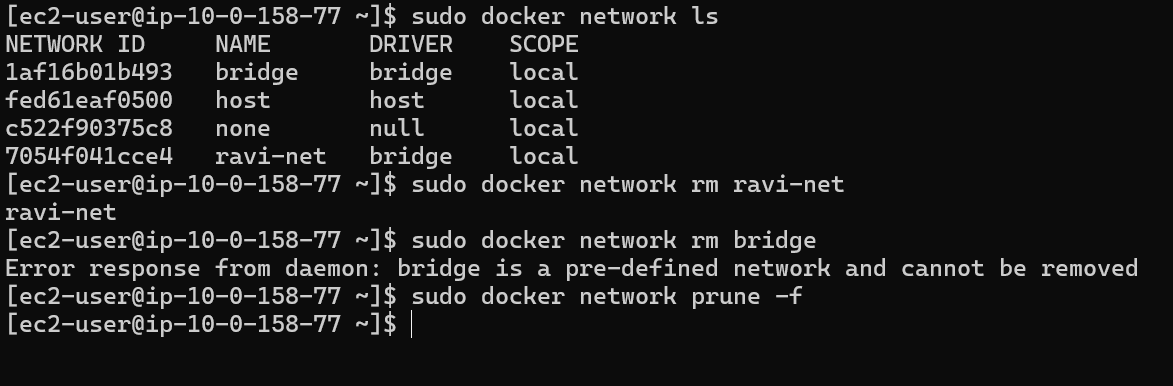 [ec2-user@ip-10-0-158-77 ~]$ sudo docker network ls
NETWORK ID     NAME       DRIVER    SCOPE
1af16b01b493   bridge     bridge    local
fed61eaf0500   host       host      local
c522f90375c8   none       null      local
7054f041cce4   ravi-net   bridge    local
[ec2-user@ip-10-0-158-77 ~]$ sudo docker network rm ravi-net
ravi-net
[ec2-user@ip-10-0-158-77 ~]$ sudo docker network rm bridge
Error response from daemon: bridge is a pre-defined network and cannot be removed
[ec2-user@ip-10-0-158-77 ~]$ sudo docker network prune -f
[ec2-user@ip-10-0-158-77 ~]$